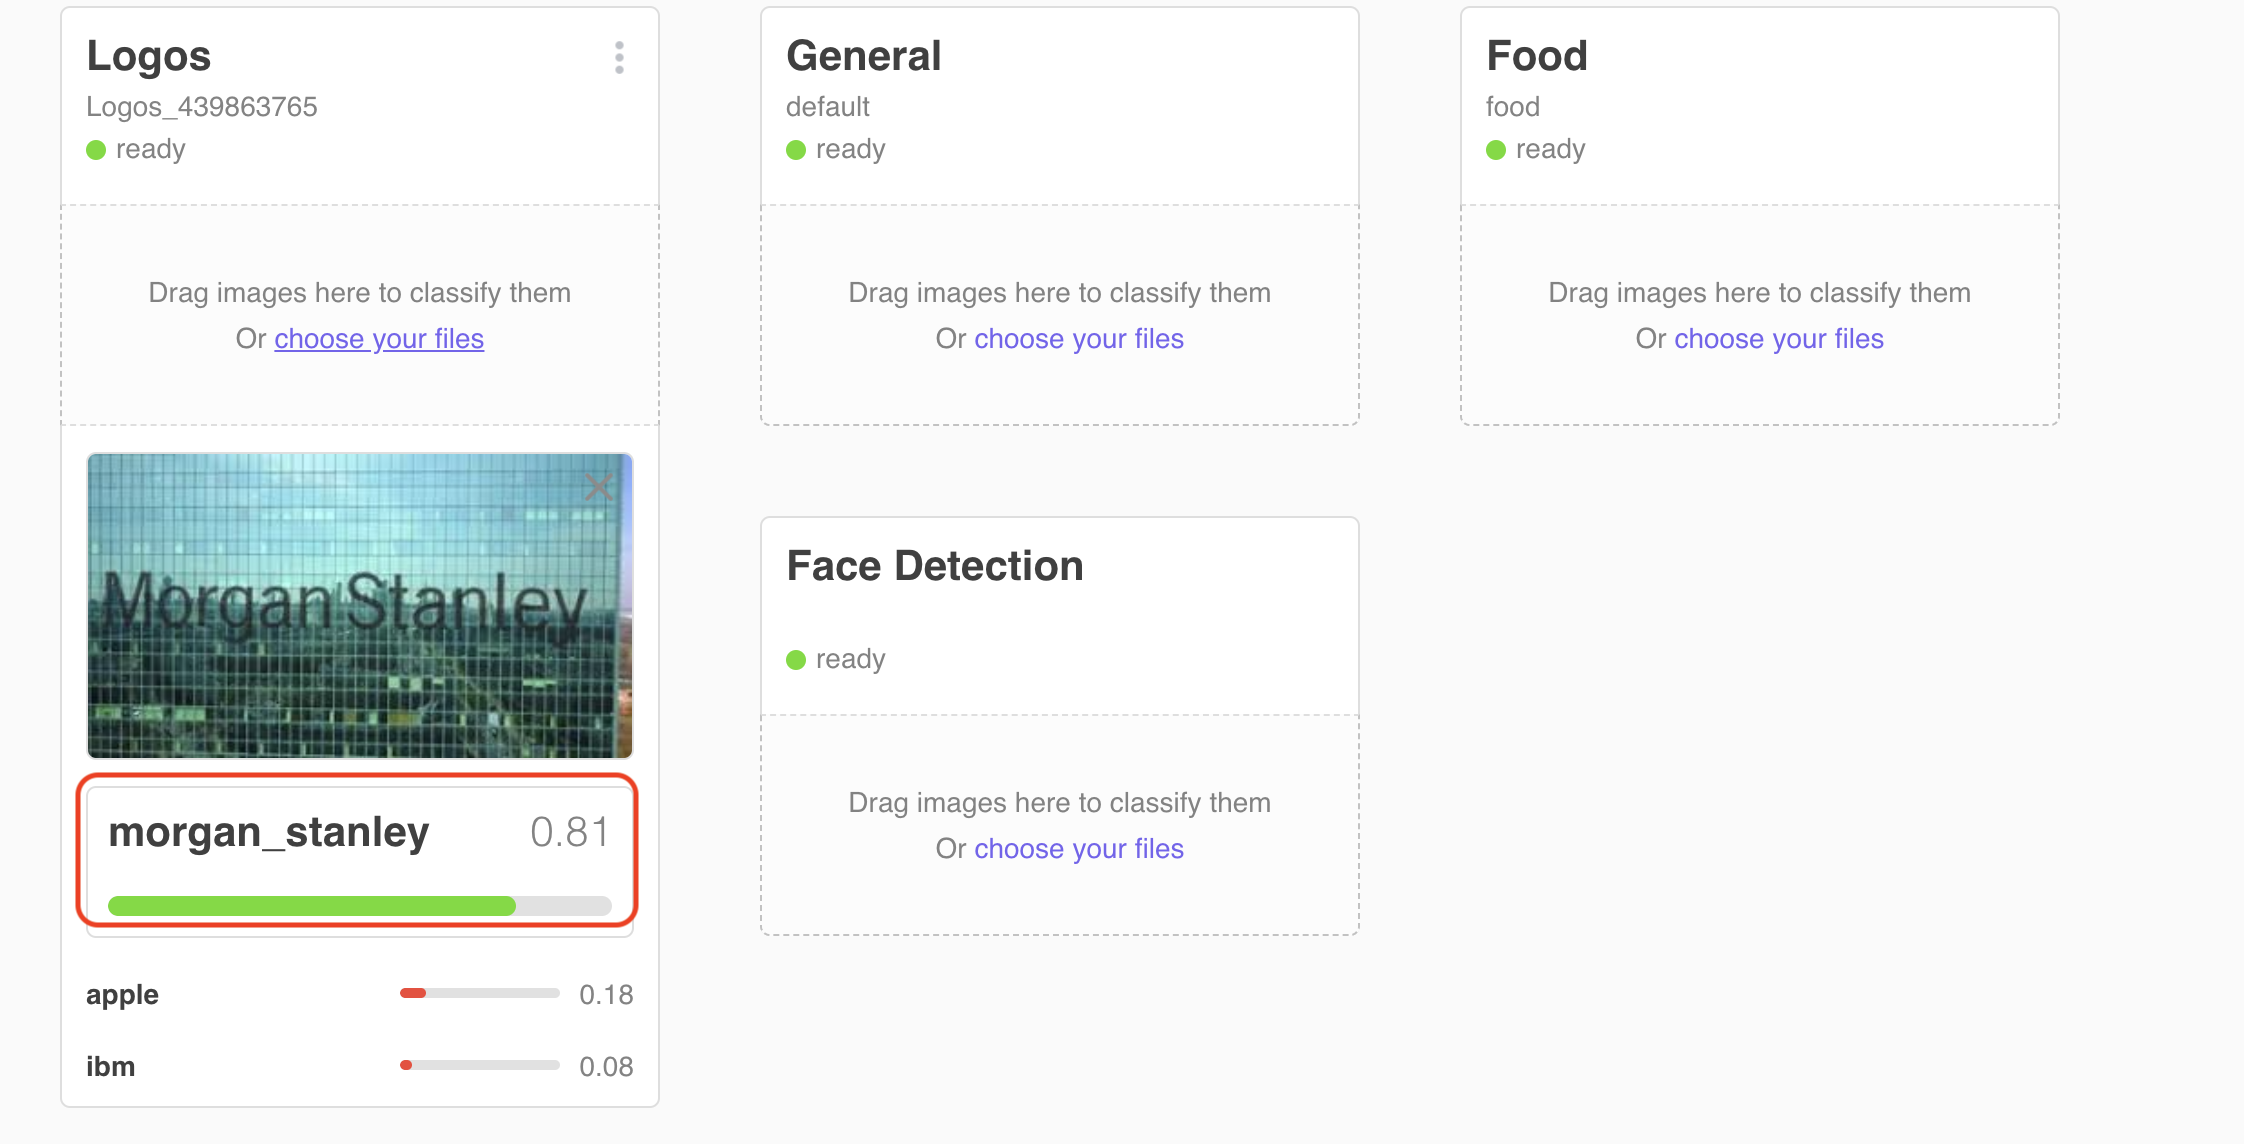 Logos
Logos_439863765
ready
Drag images here to classify them
Or choose your files
Morgan Stanley
morgan_stanley 0.81
apple 0.18
ibm 0.08
General
default
ready
Drag images here to classify them
Or choose your files
Face Detection
ready
Drag images here to classify them
Or choose your files
Food
food
ready
Drag images here to classify them
Or choose your files